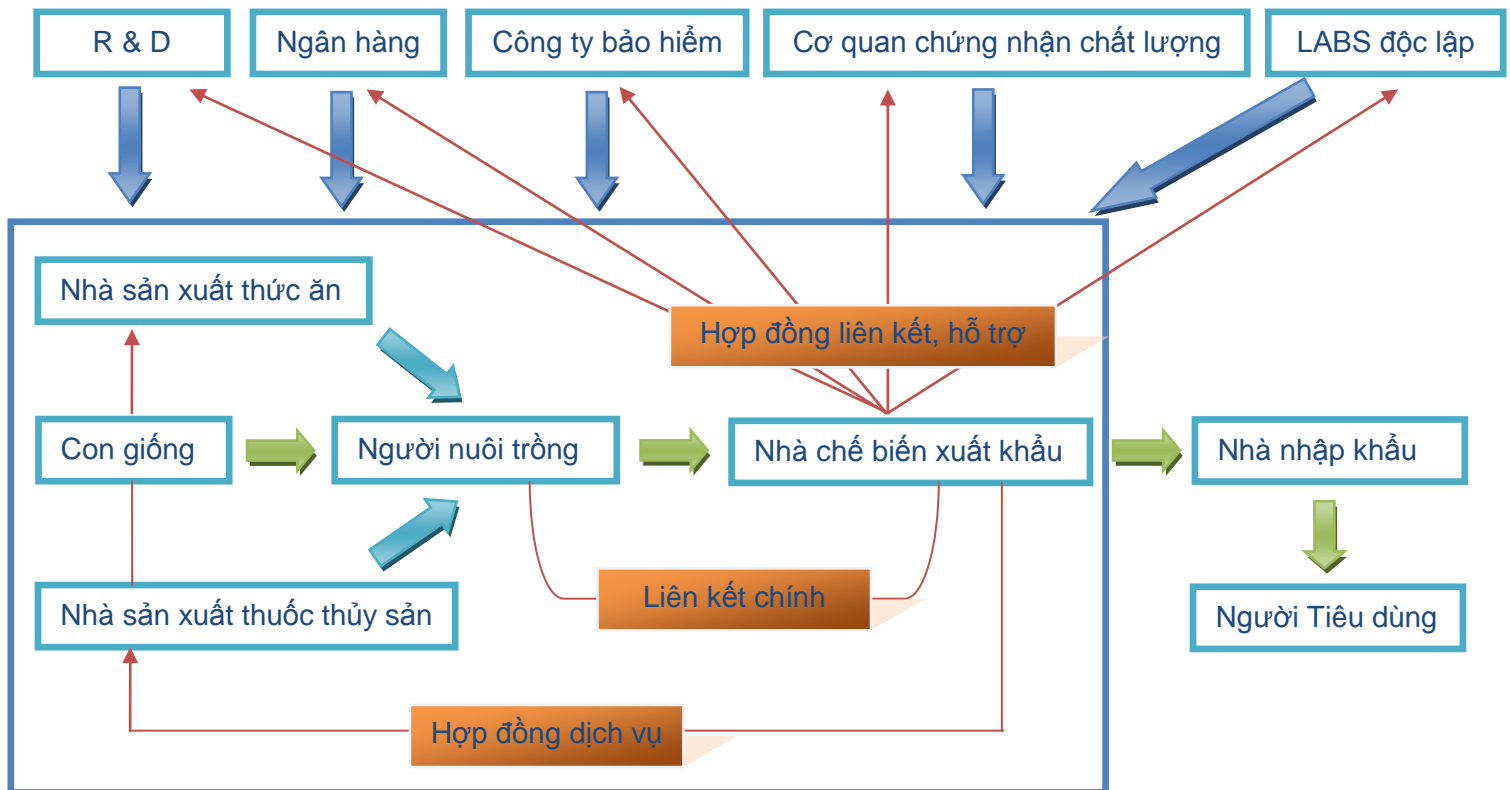 R & D
Ngân hàng
Công ty bảo hiểm
Cơ quan chứng nhận chất lượng
LABS độc lập
Nhà sản xuất thức ăn
Hợp đồng liên kết, hỗ trợ
Con giống
Người nuôi trồng
Nhà chế biến xuất khẩu
Nhà nhập khẩu
Liên kết chính
Nhà sản xuất thuốc thủy sản
Người Tiêu dùng
Hợp đồng dịch vụ